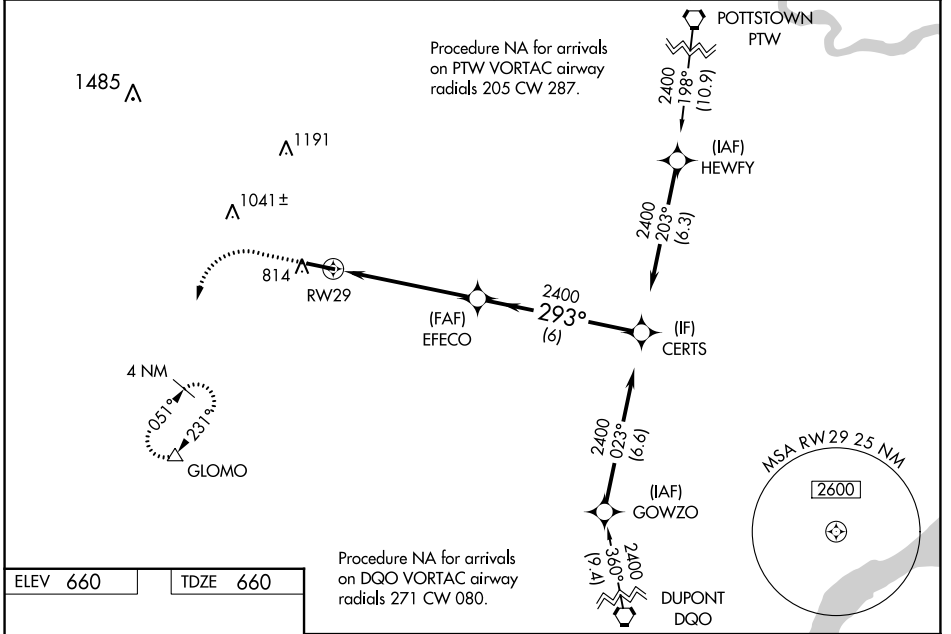 POTTSTOWN
PTW
Procedure NA for arrivals
on PTW VORTAC airway
radials 205 CW 287.
2400
198°
(10.9)
1485
1191
(IAF)
HEWFY
1041±
2400
203°
(6.3)
814
RW29
(FAF)
EFECO
2400
293°
(6)
(IF)
CERTS
4 NM
051°
231°
GLOMO
2400
023°
(6.6)
MSA RW29 25 NM
2600
(IAF)
GOWZO
2400
360°
(9.4)
Procedure NA for arrivals
on DQO VORTAC airway
radials 271 CW 080.
DUPONT
DQO
ELEV 660
TDZE 660